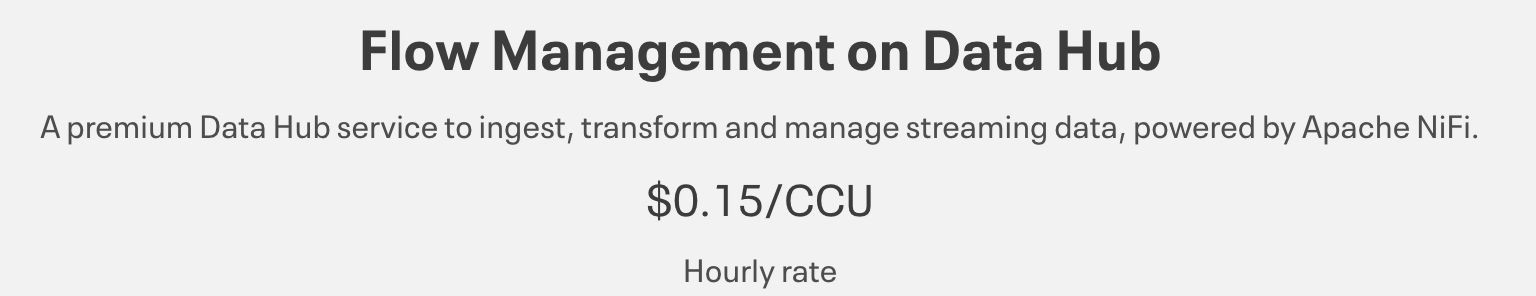 Flow Management on Data Hub
A premium Data Hub service to ingest, transform and manage streaming data, powered by Apache NiFi.
$0.15/CCU
Hourly rate